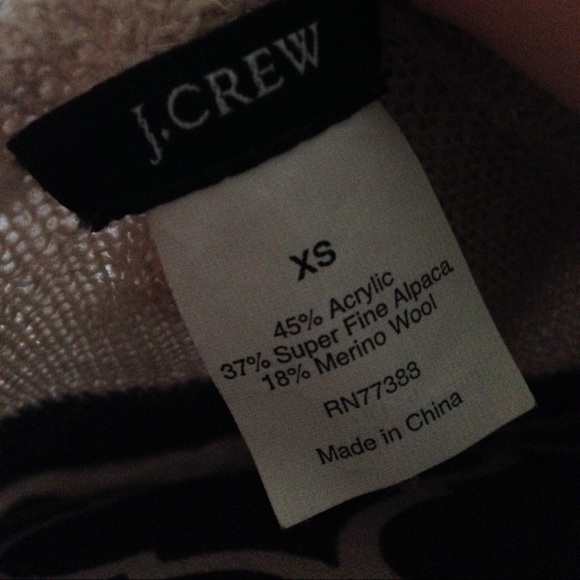 J.CREW
XS
45% Acrylic
37% Super Fine Alpaca
18% Merino Wool
RN77388
Made in China